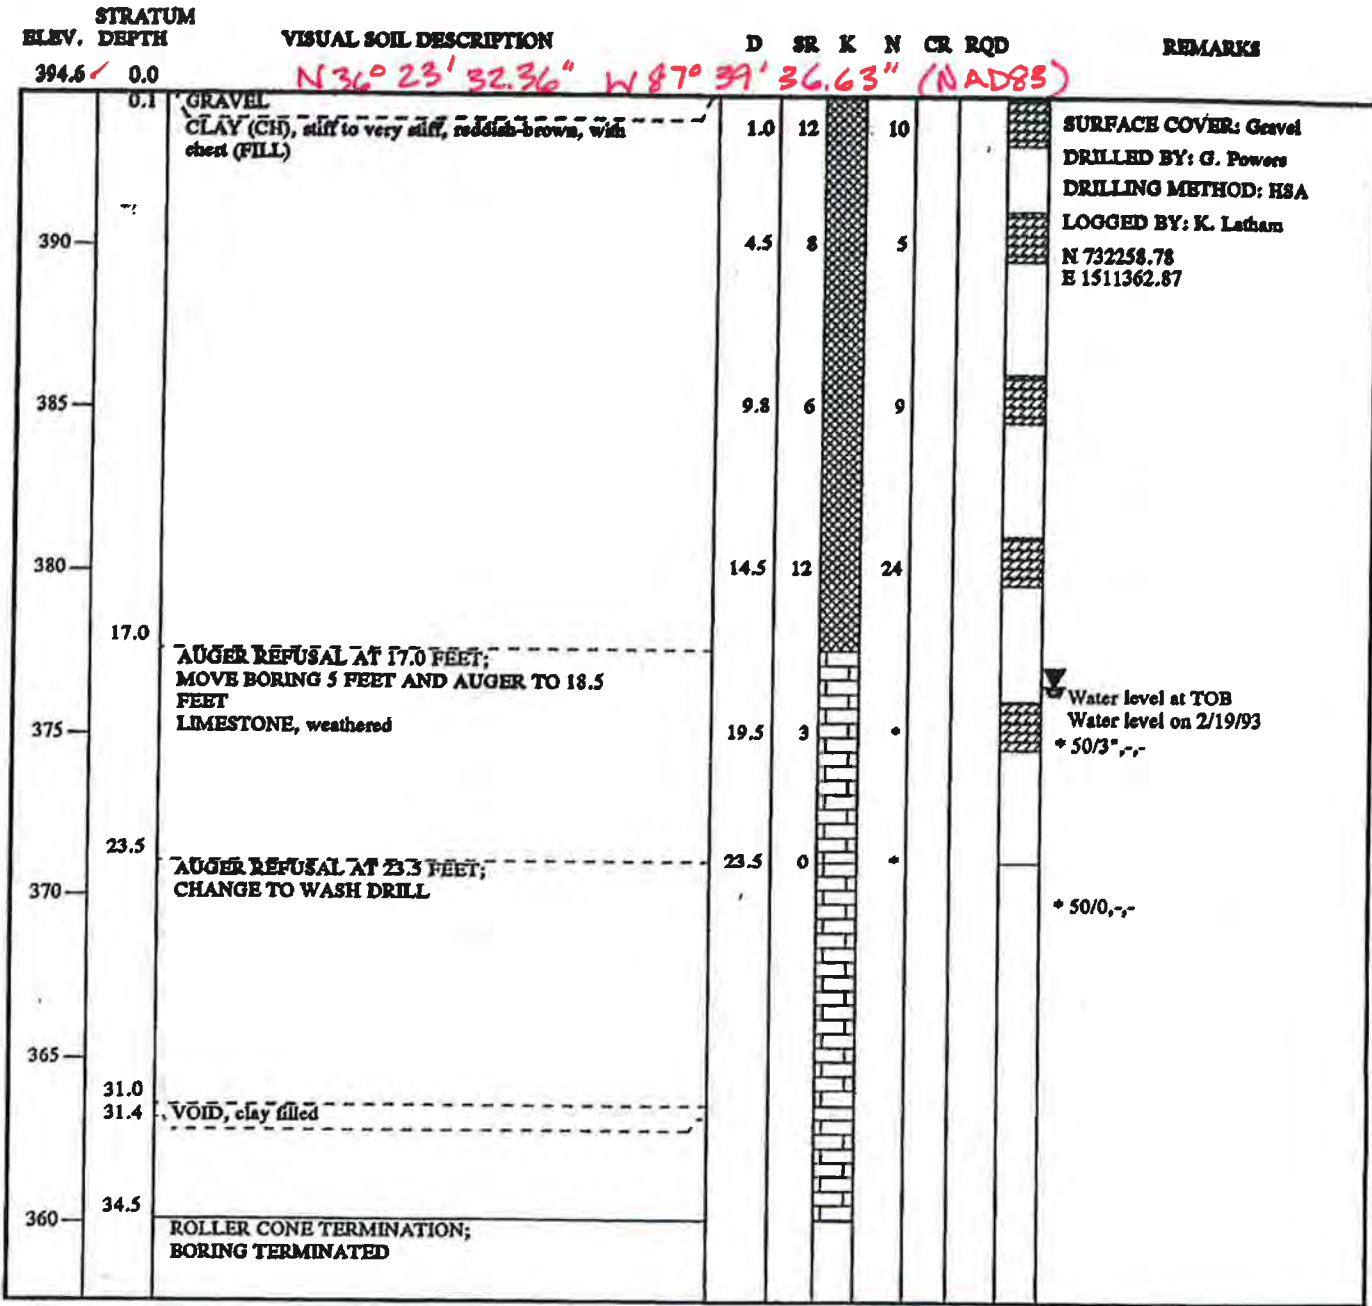 STRATUM
ELEV. DEPTH VISUAL SOIL DESCRIPTION D SR K N CR RQD REMARKS
394.6 ✓ 0.0 N 36° 23' 32.36" W 87° 39' 36.63" (NAD83)
0.1 GRAVEL
CLAY (CH), stiff to very stiff, reddish-brown, with 1.0 12 10
chert (FILL)
SURFACE COVER: Gravel
DRILLED BY: G. Powers
DRILLING METHOD: HSA
LOGGED BY: K. Latham
N 732258.78
E 1511362.87
390 4.5 8 5
385 9.8 6 9
380 14.5 12 24
17.0
AUGER REFUSAL AT 17.0 FEET;
MOVE BORING 5 FEET AND AUGER TO 18.5
FEET
LIMESTONE, weathered
Water level at TOB
Water level on 2/19/93
375 19.5 3 * * 50/3",-,-
23.5
AUGER REFUSAL AT 23.5 FEET; 23.5 0 *
CHANGE TO WASH DRILL
370 * 50/0,-,-
365
31.0
31.4 VOID, clay filled
34.5
360
ROLLER CONE TERMINATION;
BORING TERMINATED